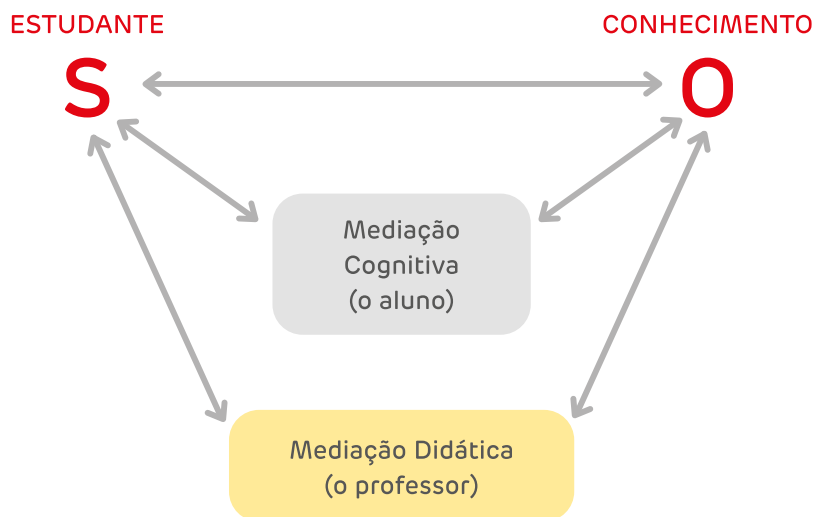 ESTUDANTE
CONHECIMENTO
S
O
Mediação
Cognitiva
(o aluno)
Mediação Didática
(o professor)